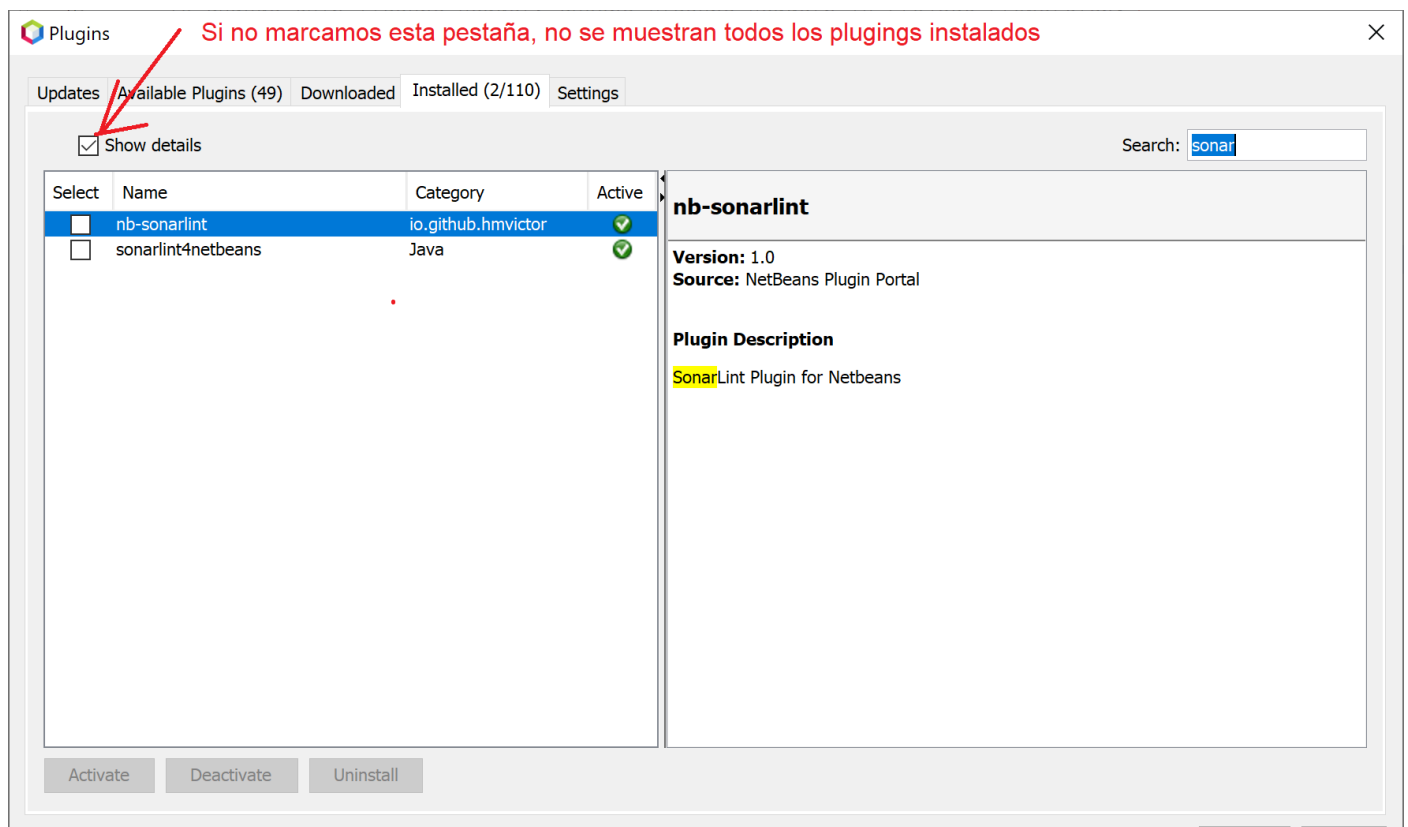 Plugins
Si no marcamos esta pestaña, no se muestran todos los plugings instalados
Updates Available Plugins (49) Downloaded Installed (2/110) Settings
Show details Search: sonar
Select Name Category Active
nb-sonarlint io.github.hmvictor
sonarlint4netbeans Java
nb-sonarlint
Version: 1.0
Source: NetBeans Plugin Portal
Plugin Description
SonarLint Plugin for Netbeans
Activate Deactivate Uninstall